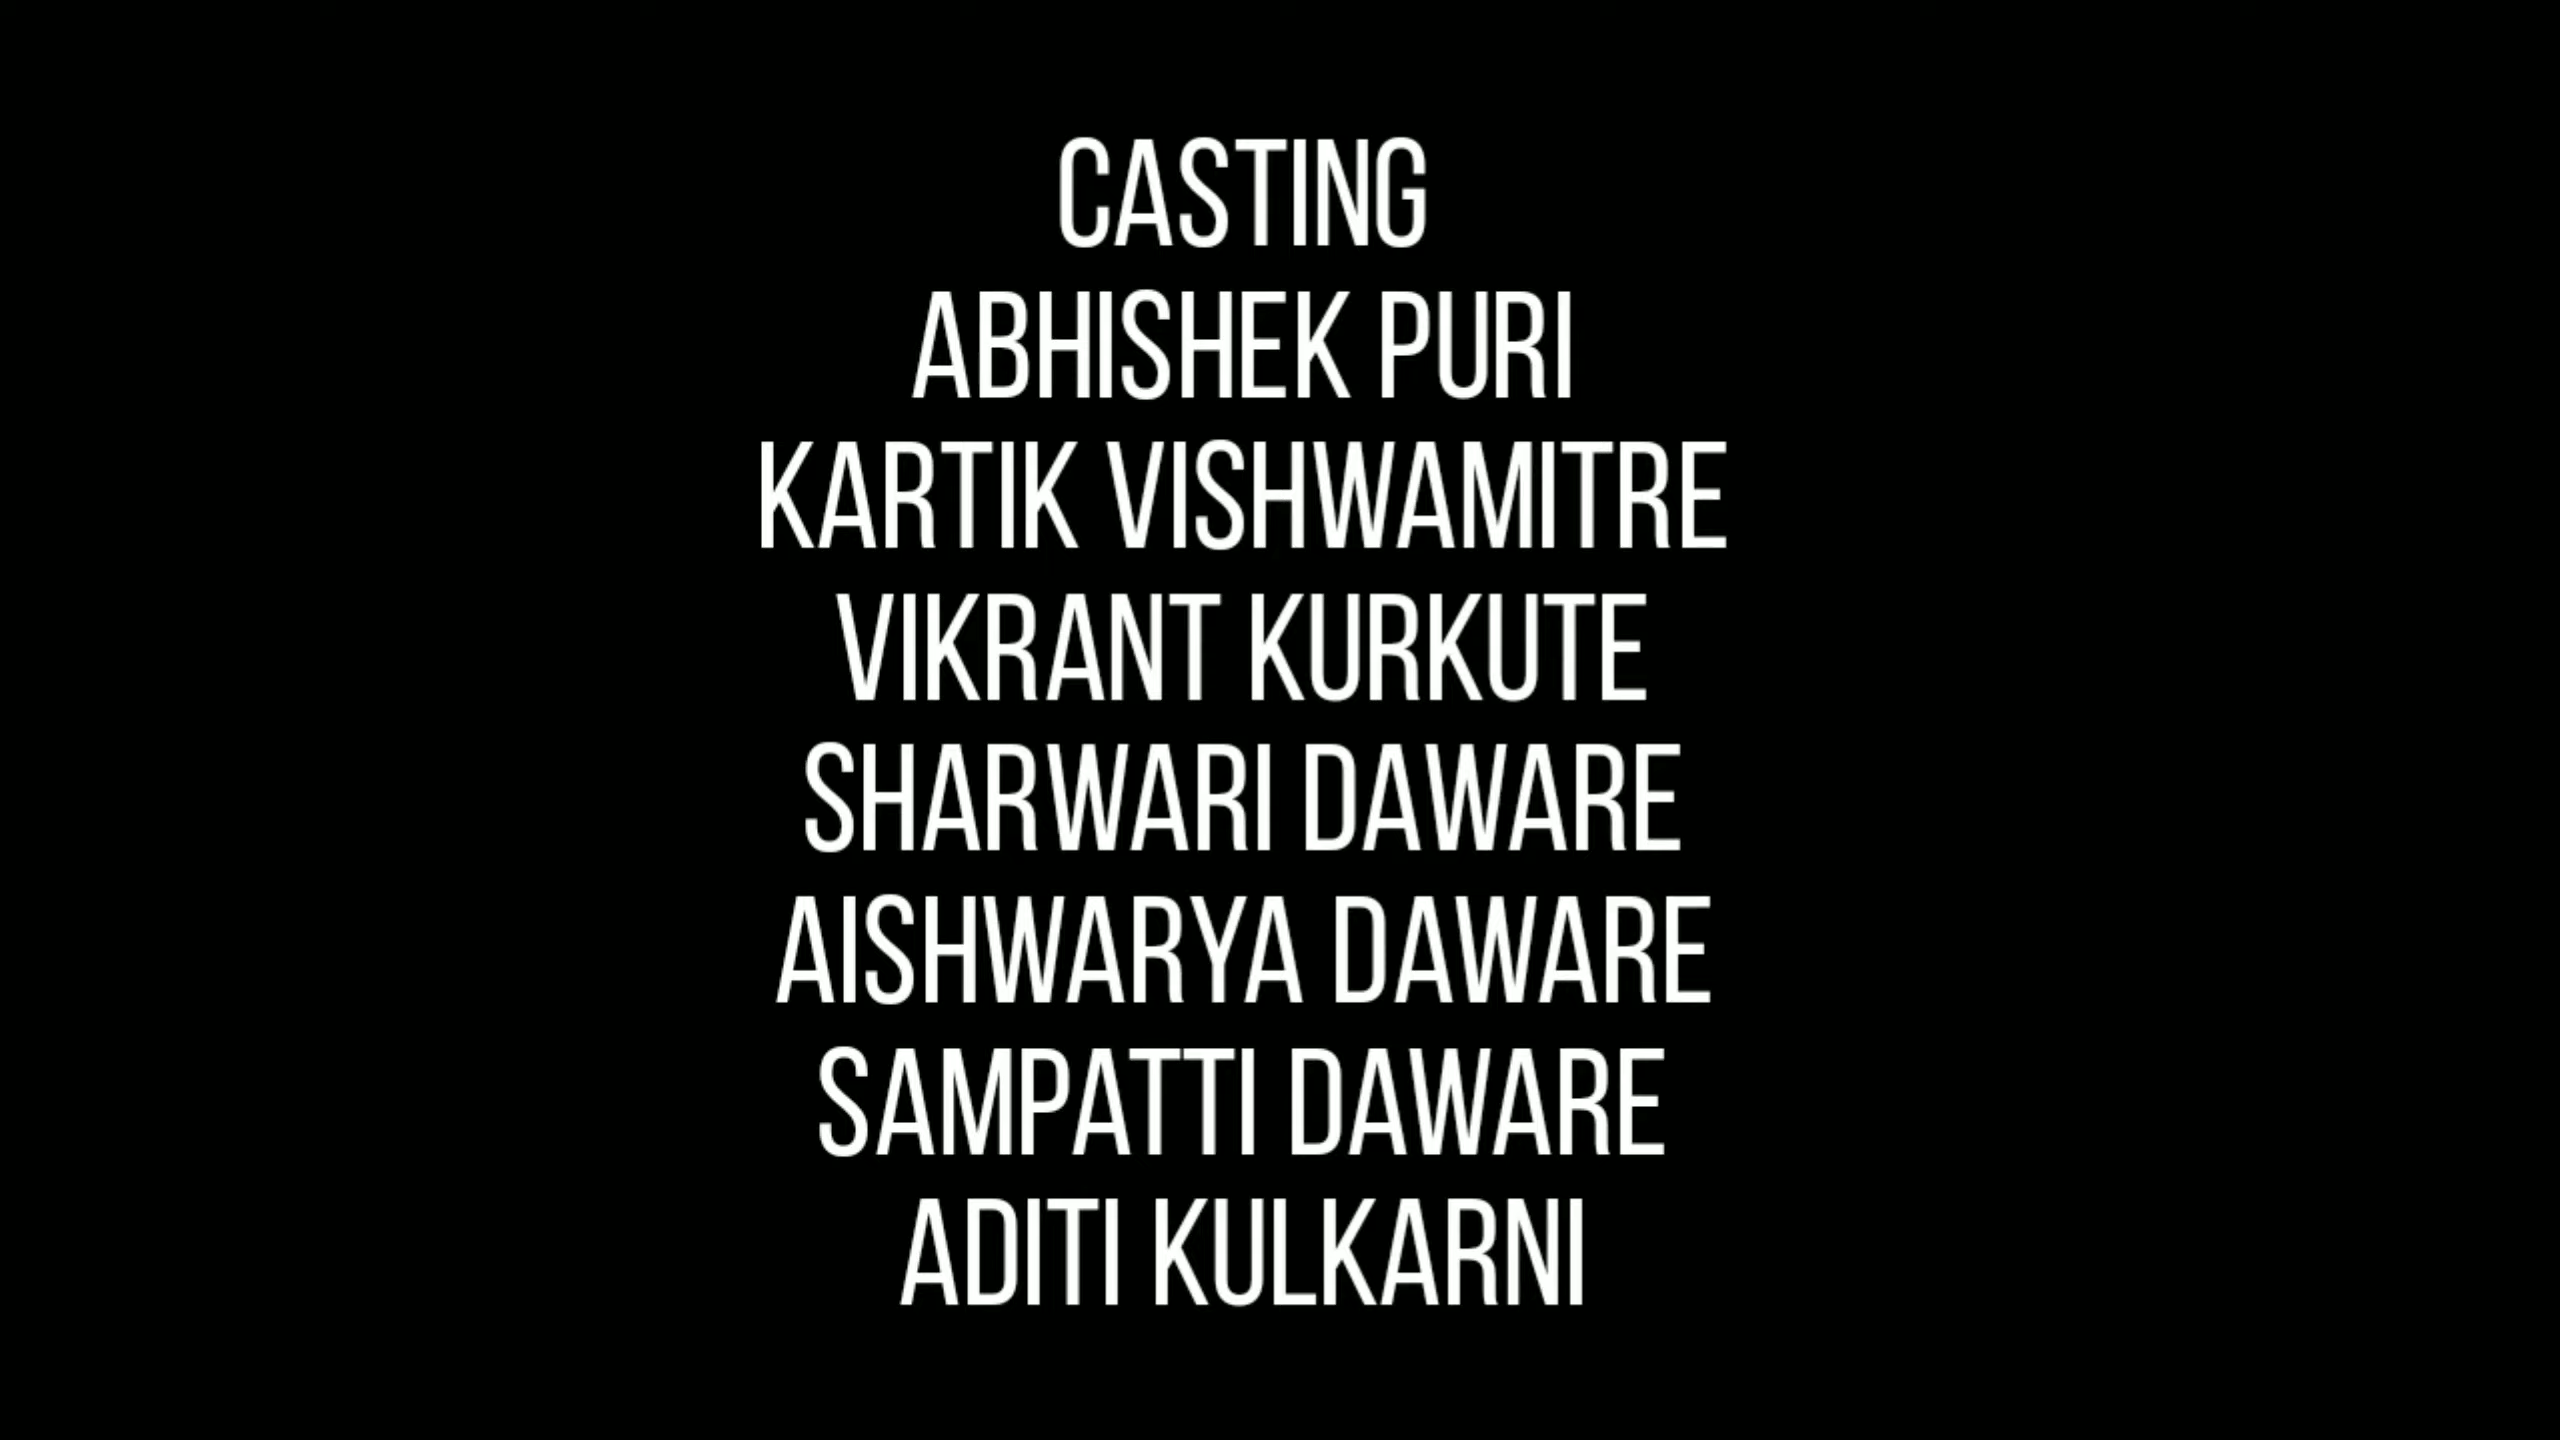 CASTING
ABHISHEK PURI
KARTIK VISHWAMITRE
VIKRANT KURKUTE
SHARWARI DAWARE
AISHWARYA DAWARE
SAMPATTI DAWARE
ADITI KULKARNI